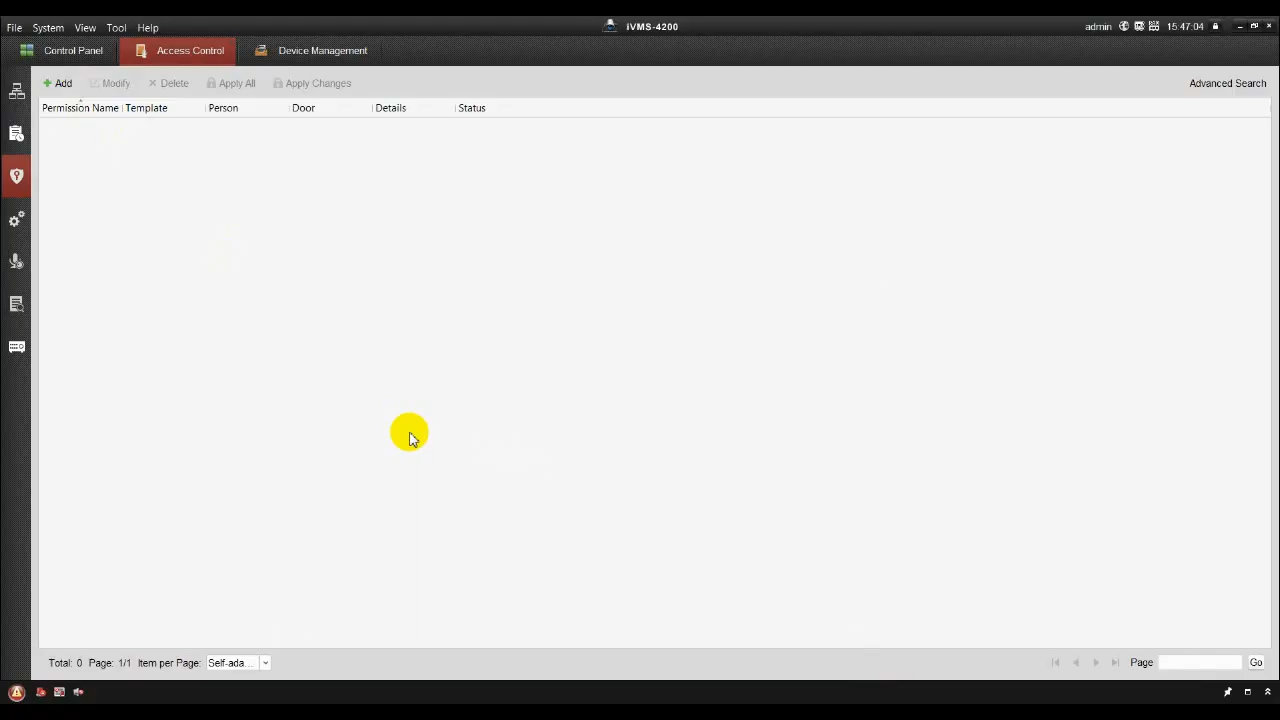 File System View Tool Help iVMS-4200 admin 15:47:04
Control Panel Access Control Device Management
Add Modify Delete Apply All Apply Changes Advanced Search
Permission Name Template Person Door Details Status
Total: 0 Page: 1/1 Item per Page: Self-ada... Page Go